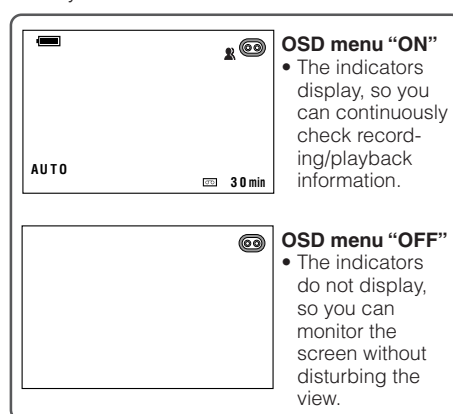 OSD menu “ON”
• The indicators
display, so you
can continuously
check record-
ing/playback
information.
AUTO
30min
OSD menu “OFF”
• The indicators
do not display,
so you can
monitor the
screen without
disturbing the
view.